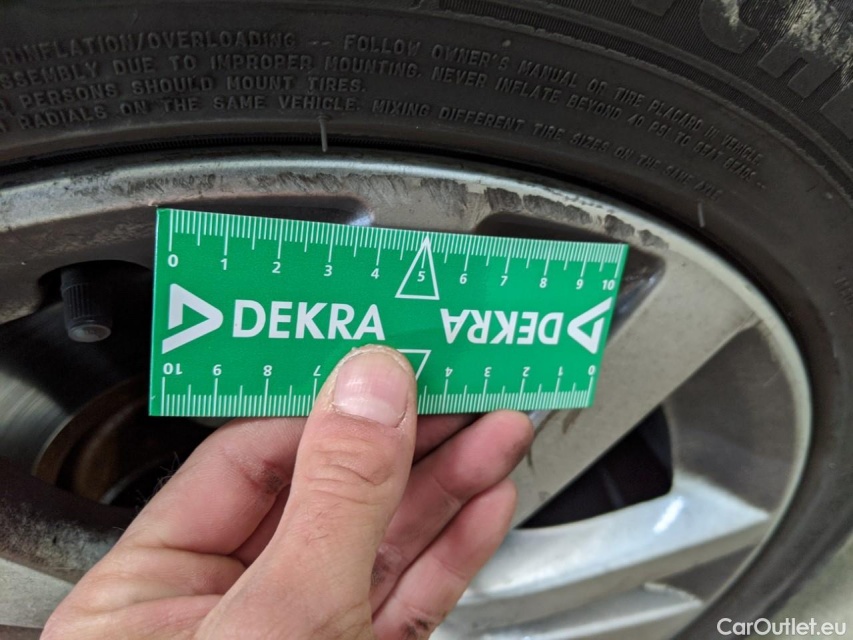 INFLATION/OVERLOADING -- FOLLOW OWNER'S MANUAL OR TIRE PLACARD IN VEHICLE
ASSEMBLY DUE TO IMPROPER MOUNTING. NEVER INFLATE BEYOND 40 PSI TO SEAT BEADS--
PERSONS SHOULD MOUNT TIRES.
RADIALS ON THE SAME VEHICLE. MIXING DIFFERENT TIRE SIZES ON THE SAME AXLE
0 1 2 3 4 5 6 7 8 9 10
DEKRA DEKRA
10 9 8 7 4 3 2 1 0
CarOutlet.eu